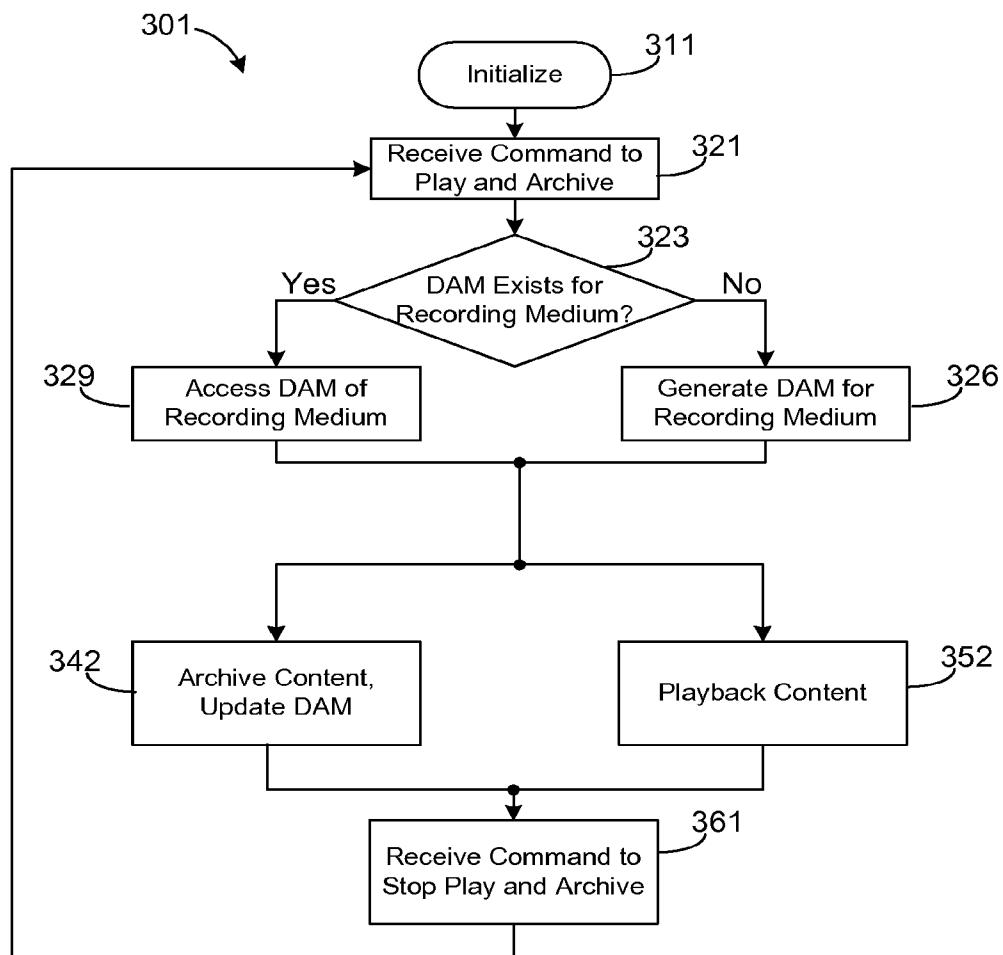 301
Initialize
311
Receive Command to
Play and Archive
321
323
Yes
DAM Exists for
Recording Medium?
No
329
Access DAM of
Recording Medium
Generate DAM for
Recording Medium
326
342
Archive Content,
Update DAM
Playback Content
352
361
Receive Command to
Stop Play and Archive